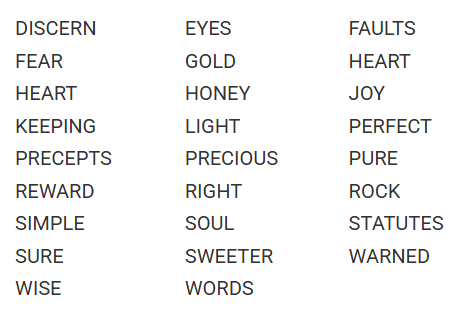 DISCERN EYES FAULTS
FEAR GOLD HEART
HEART HONEY JOY
KEEPING LIGHT PERFECT
PRECEPTS PRECIOUS PURE
REWARD RIGHT ROCK
SIMPLE SOUL STATUTES
SURE SWEETER WARNED
WISE WORDS